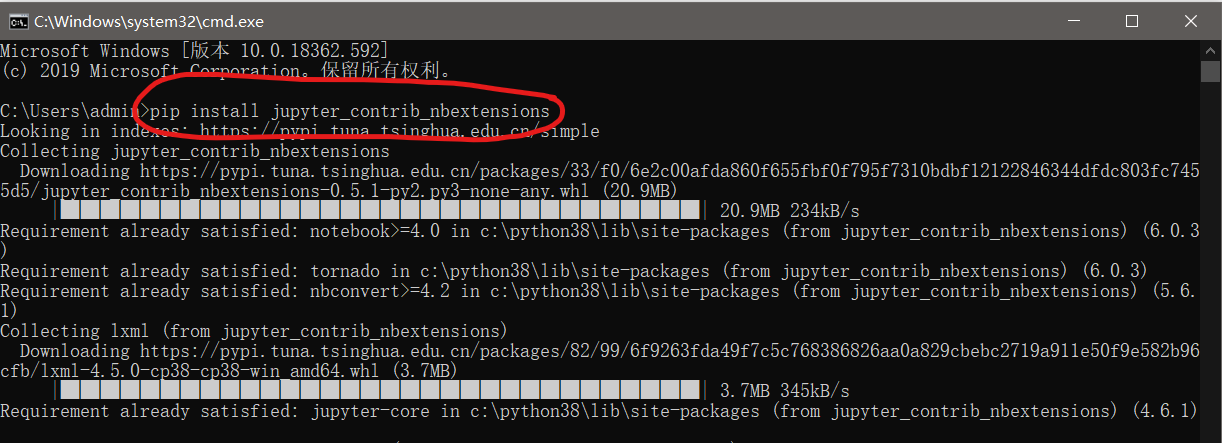 C:\Windows\system32\cmd.exe
Microsoft Windows [版本 10.0.18362.592]
(c) 2019 Microsoft Corporation。保留所有权利。
C:\Users\admin>pip install jupyter_contrib_nbextensions
Looking in indexes: https://pypi.tuna.tsinghua.edu.cn/simple
Collecting jupyter_contrib_nbextensions
  Downloading https://pypi.tuna.tsinghua.edu.cn/packages/33/f0/6e2c00afda860f655fbf0f795f7310bdbf12122846344dfdc803fc745
5d5/jupyter_contrib_nbextensions-0.5.1-py2.py3-none-any.whl (20.9MB)
20.9MB 234kB/s
Requirement already satisfied: notebook>=4.0 in c:\python38\lib\site-packages (from jupyter_contrib_nbextensions) (6.0.3
)
Requirement already satisfied: tornado in c:\python38\lib\site-packages (from jupyter_contrib_nbextensions) (6.0.3)
Requirement already satisfied: nbconvert>=4.2 in c:\python38\lib\site-packages (from jupyter_contrib_nbextensions) (5.6.
1)
Collecting lxml (from jupyter_contrib_nbextensions)
  Downloading https://pypi.tuna.tsinghua.edu.cn/packages/82/99/6f9263fda49f7c5c768386826aa0a829cbebc2719a911e50f9e582b96
cfb/lxml-4.5.0-cp38-cp38-win_amd64.whl (3.7MB)
3.7MB 345kB/s
Requirement already satisfied: jupyter-core in c:\python38\lib\site-packages (from jupyter_contrib_nbextensions) (4.6.1)